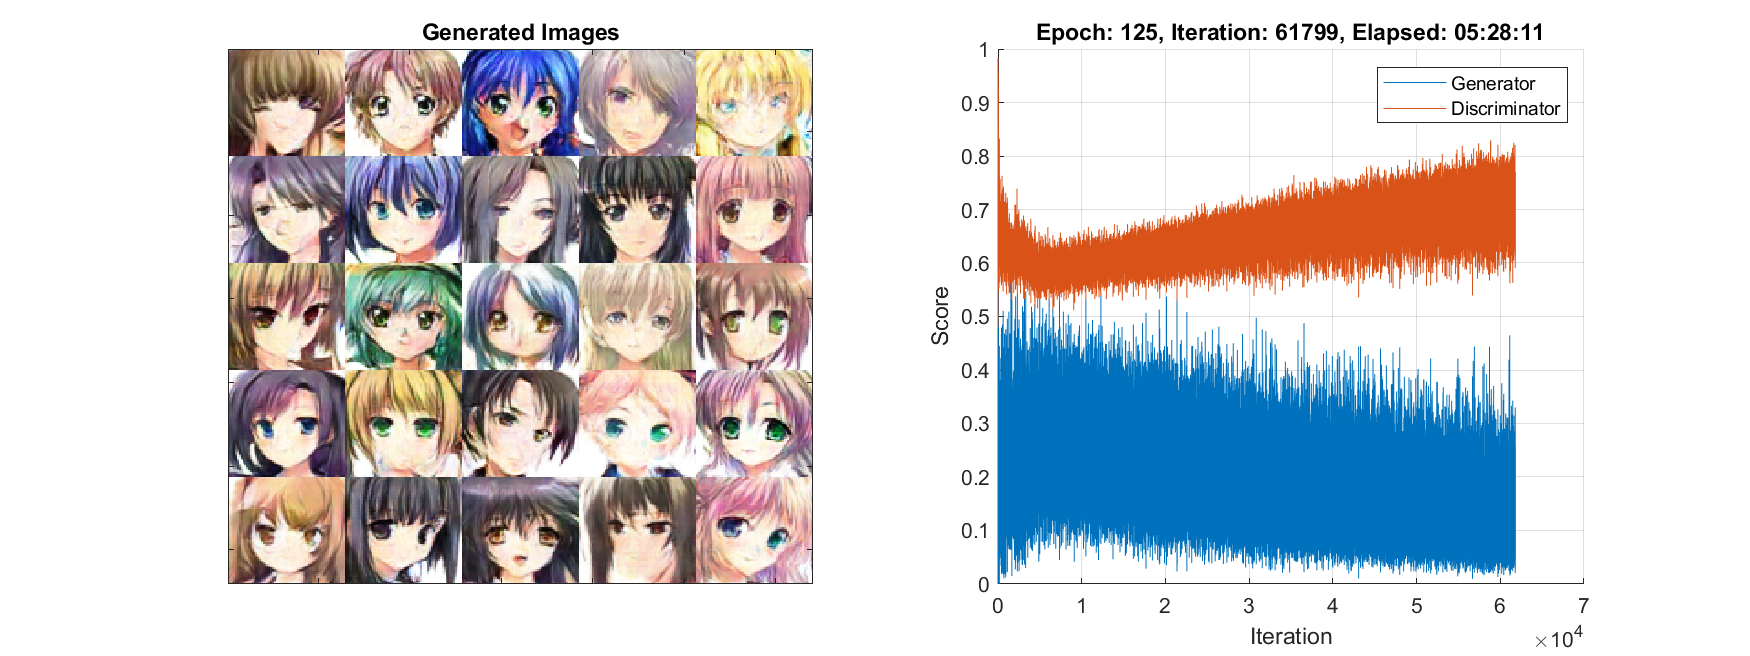 Generated Images
Epoch: 125, Iteration: 61799, Elapsed: 05:28:11
Generator
Discriminator
Score
1
0.9
0.8
0.7
0.6
0.5
0.4
0.3
0.2
0.1
0
0 1 2 3 4 5 6 7
Iteration
×10⁴